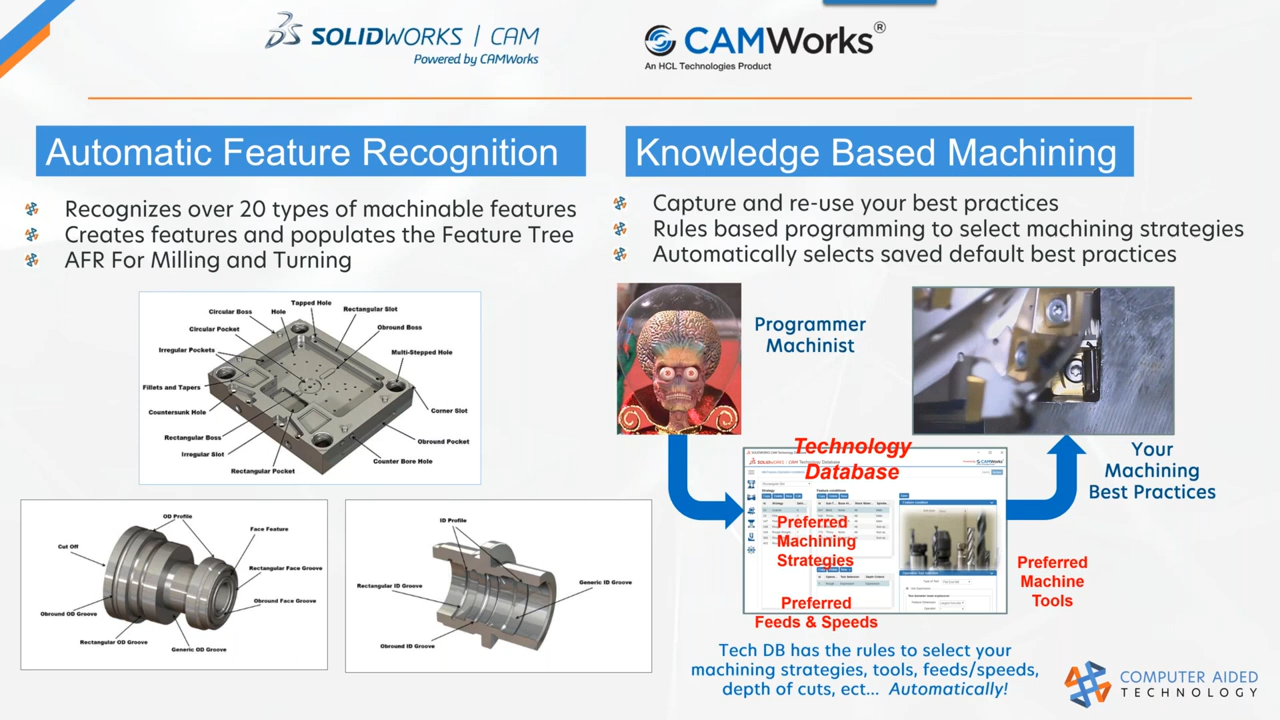 SOLIDWORKS | CAM
Powered by CAMWorks
CAMWorks®
An HCL Technologies Product
Automatic Feature Recognition
Recognizes over 20 types of machinable features
Creates features and populates the Feature Tree
AFR For Milling and Turning
Tapped Hole
Circular Boss
Hole
Rectangular Slot
Circular Pocket
Obround Boss
Irregular Pockets
Multi-Stepped Hole
Fillets and Tapers
Countersunk Hole
Corner Slot
Rectangular Boss
Obround Pocket
Irregular Slot
Counter Bore Hole
Rectangular Pocket
OD Profile
Face Feature
Cut Off
Rectangular Face Groove
Obround Face Groove
Obround OD Groove
Rectangular OD Groove
Generic OD Groove
ID Profile
Rectangular ID Groove
Generic ID Groove
Obround ID Groove
Knowledge Based Machining
Capture and re-use your best practices
Rules based programming to select machining strategies
Automatically selects saved default best practices
Programmer
Machinist
Technology
Database
Preferred
Machining
Strategies
Preferred
Feeds & Speeds
Preferred
Machine
Tools
Your
Machining
Best Practices
Tech DB has the rules to select your
machining strategies, tools, feeds/speeds,
depth of cuts, ect... Automatically!
COMPUTER AIDED
TECHNOLOGY